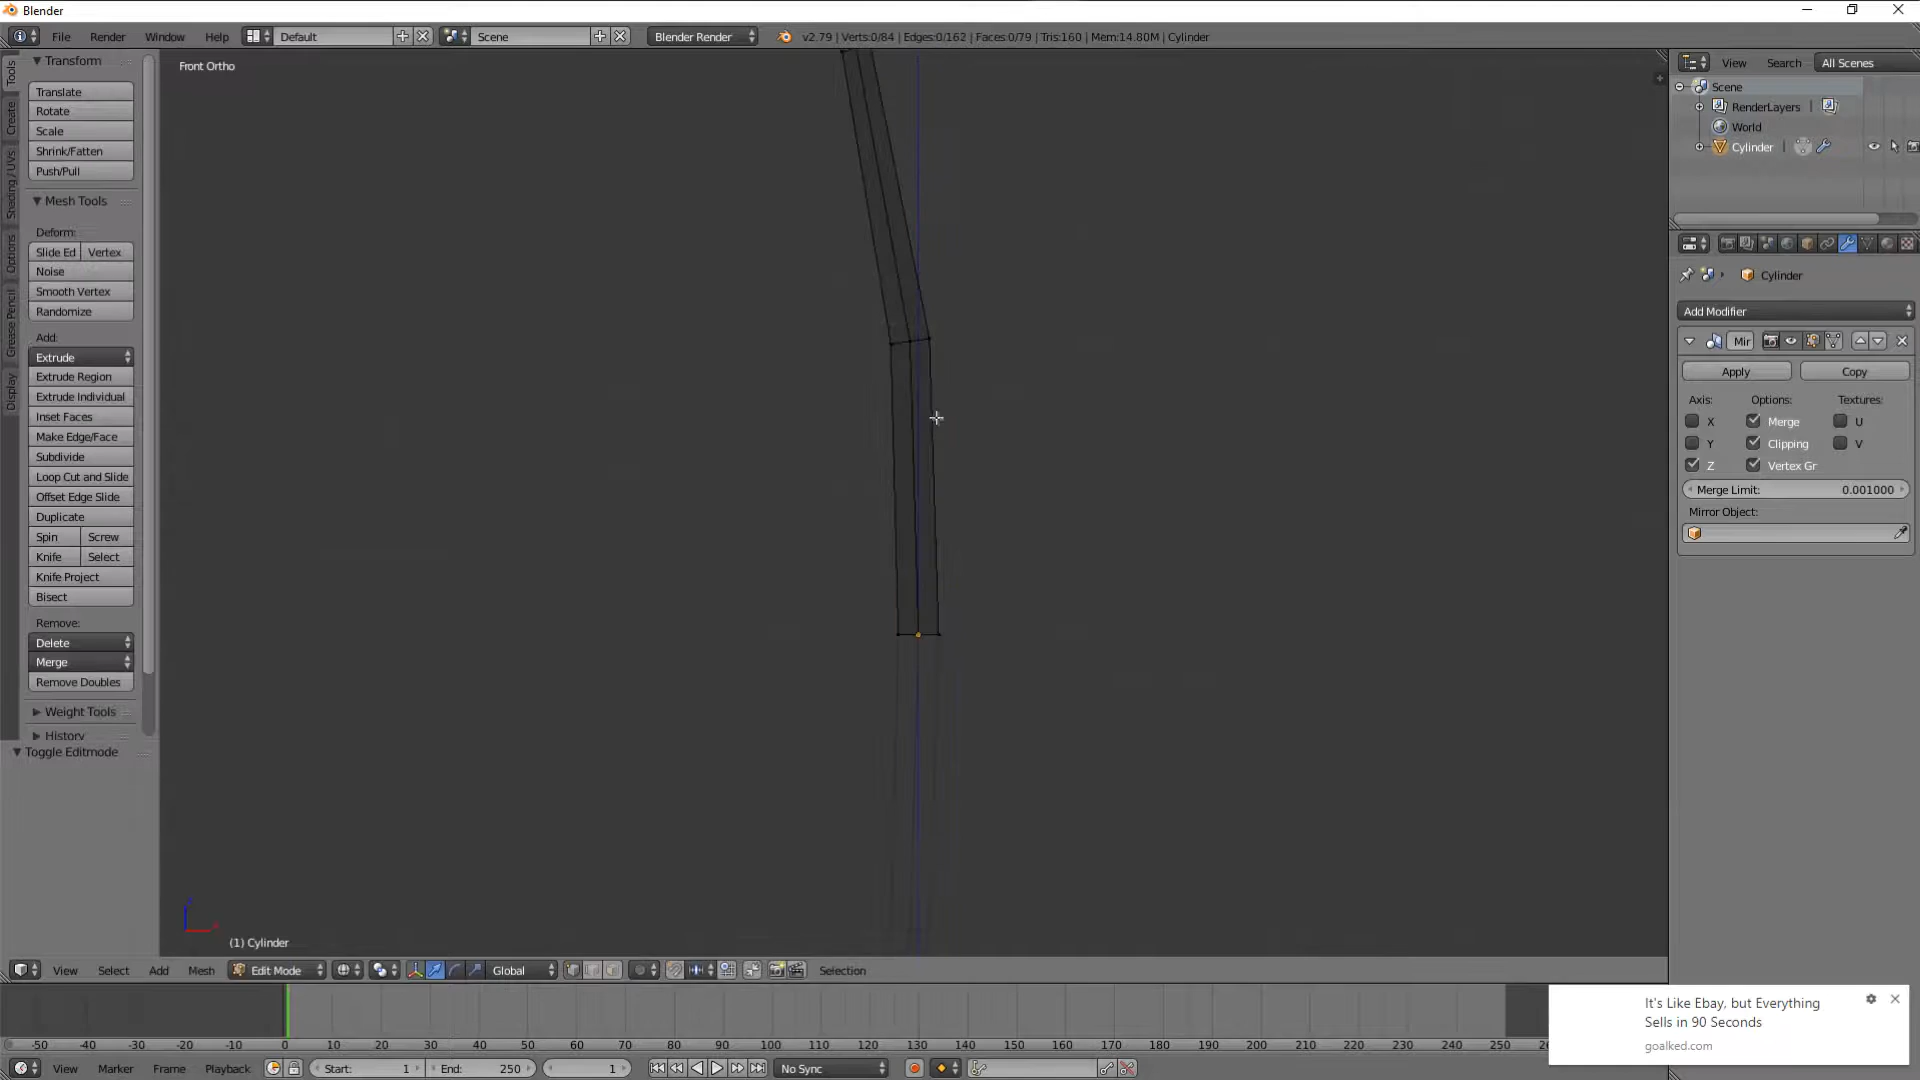 Blender
File Render Window Help Default Scene Blender Render v2.79 | Verts:0/84 | Edges:0/162 | Faces:0/79 | Tris:160 | Mem:14.80M | Cylinder
Tools
Create
Shading / UVs
Options
Grease Pencil
Display
Transform
Translate
Rotate
Scale
Shrink/Fatten
Push/Pull
Mesh Tools
Deform:
Slide Ed Vertex
Noise
Smooth Vertex
Randomize
Add:
Extrude
Extrude Region
Extrude Individual
Inset Faces
Make Edge/Face
Subdivide
Loop Cut and Slide
Offset Edge Slide
Duplicate
Spin Screw
Knife Select
Knife Project
Bisect
Remove:
Delete
Merge
Remove Doubles
Weight Tools
History
Toggle Editmode
Front Ortho
(1) Cylinder
View Search All Scenes
Scene
RenderLayers
World
Cylinder
Cylinder
Add Modifier
Mir
Apply Copy
Axis: Options: Textures:
X Merge U
Y Clipping V
Z Vertex Gr
Merge Limit: 0.001000
Mirror Object:
View Select Add Mesh Edit Mode Global Selection
-50 -40 -30 -20 -10 0 10 20 30 40 50 60 70 80 90 100 110 120 130 140 150 160 170 180 190 200 210 220 230 240 250
View Marker Frame Playback Start: 1 End: 250 1 No Sync
It's Like Ebay, but Everything
Sells in 90 Seconds
goalked.com